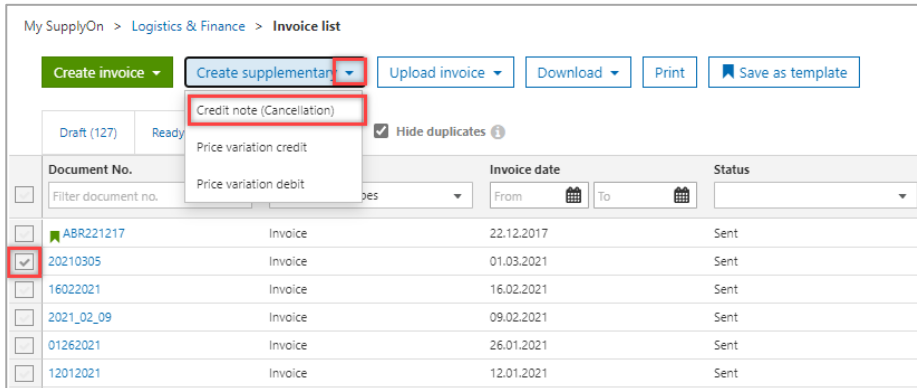 My SupplyOn > Logistics & Finance > Invoice list
Create invoice Create supplementary Upload invoice Download Print Save as template
Credit note (Cancellation)
Draft (127) Ready Hide duplicates
Price variation credit
Document No. Invoice date Status
Price variation debit
Filter document no. From To
ABR221217 Invoice 22.12.2017 Sent
20210305 Invoice 01.03.2021 Sent
16022021 Invoice 16.02.2021 Sent
2021_02_09 Invoice 09.02.2021 Sent
01262021 Invoice 26.01.2021 Sent
12012021 Invoice 12.01.2021 Sent